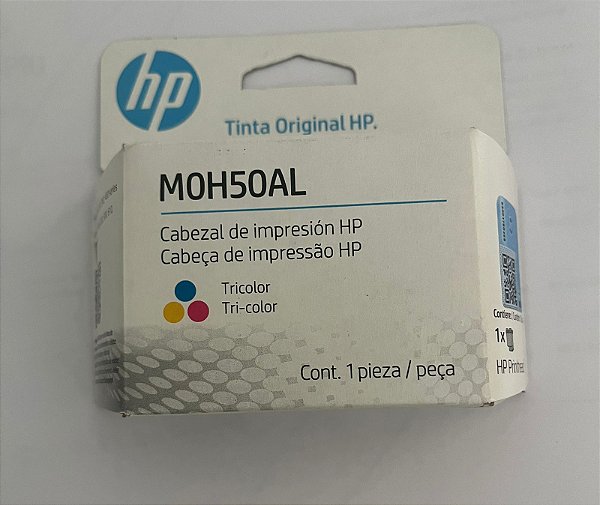 hp
Tinta Original HP.
M0H50AL
Cabezal de impresión HP
Cabeça de impressão HP
Tricolor
Tri-color
Cont. 1 pieza / peça
Contiene:
1x
HP